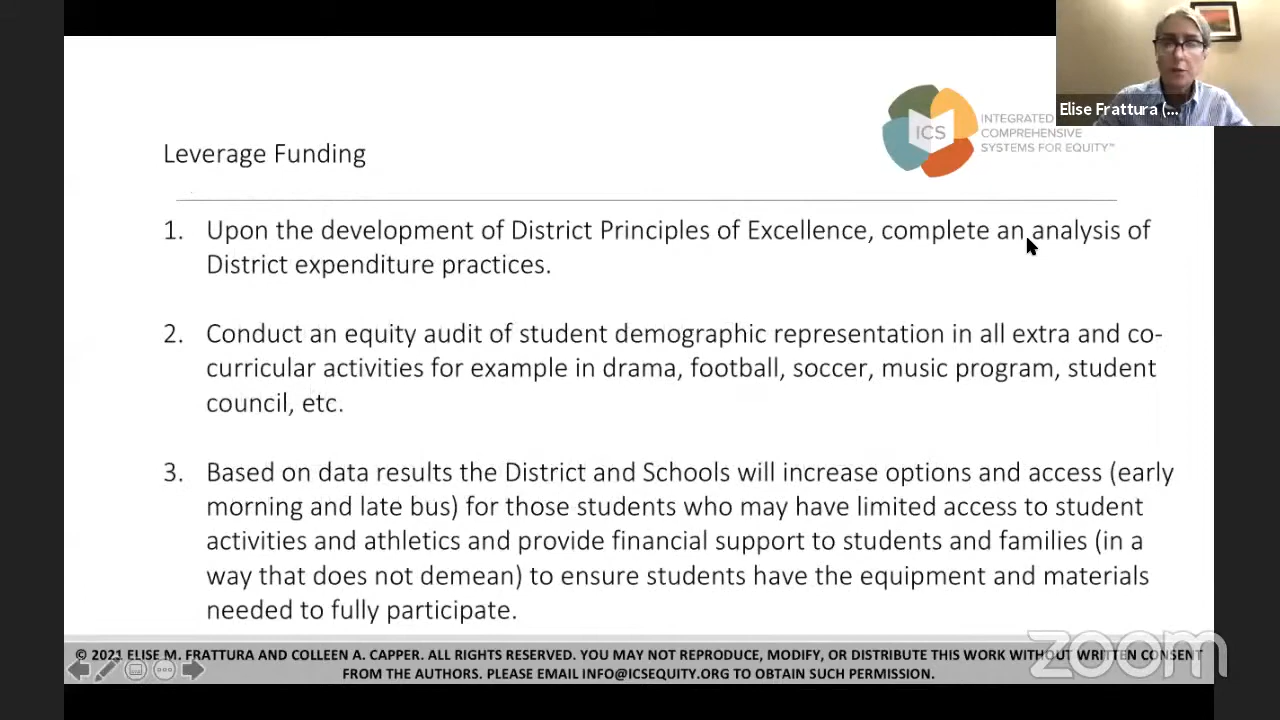 Elise Frattura (...
ICS
INTEGRATED
COMPREHENSIVE
SYSTEMS FOR EQUITY™
Leverage Funding
1. Upon the development of District Principles of Excellence, complete an analysis of
District expenditure practices.
2. Conduct an equity audit of student demographic representation in all extra and co-
curricular activities for example in drama, football, soccer, music program, student
council, etc.
3. Based on data results the District and Schools will increase options and access (early
morning and late bus) for those students who may have limited access to student
activities and athletics and provide financial support to students and families (in a
way that does not demean) to ensure students have the equipment and materials
needed to fully participate.
© 2021 ELISE M. FRATTURA AND COLLEEN A. CAPPER. ALL RIGHTS RESERVED. YOU MAY NOT REPRODUCE, MODIFY, OR DISTRIBUTE THIS WORK WITHOUT WRITTEN CONSENT
FROM THE AUTHORS. PLEASE EMAIL INFO@ICSEQUITY.ORG TO OBTAIN SUCH PERMISSION.
zoom